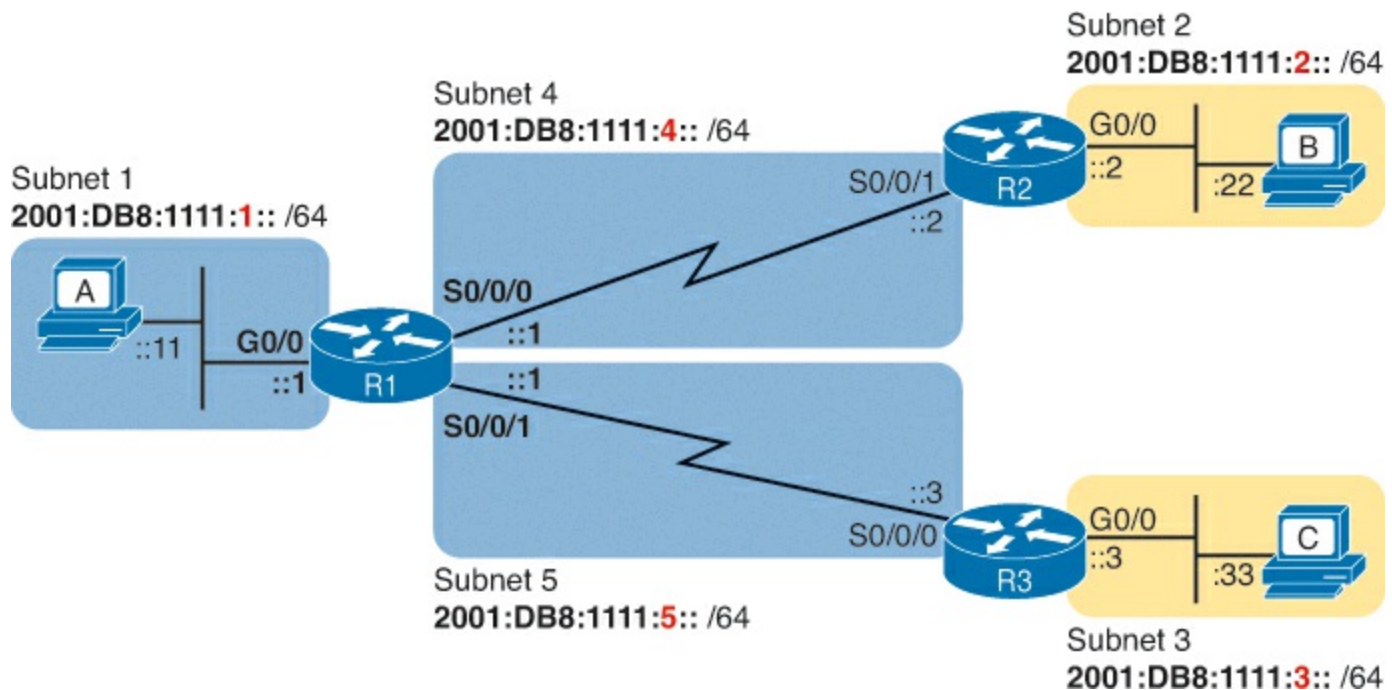 Subnet 2
2001:DB8:1111:2:: /64
Subnet 4
2001:DB8:1111:4:: /64
G0/0
::2
B
:22
R2
S0/0/1
::2
Subnet 1
2001:DB8:1111:1:: /64
A
::11
G0/0
::1
R1
S0/0/0
::1
::1
S0/0/1
::3
S0/0/0
R3
G0/0
::3
C
:33
Subnet 5
2001:DB8:1111:5:: /64
Subnet 3
2001:DB8:1111:3:: /64